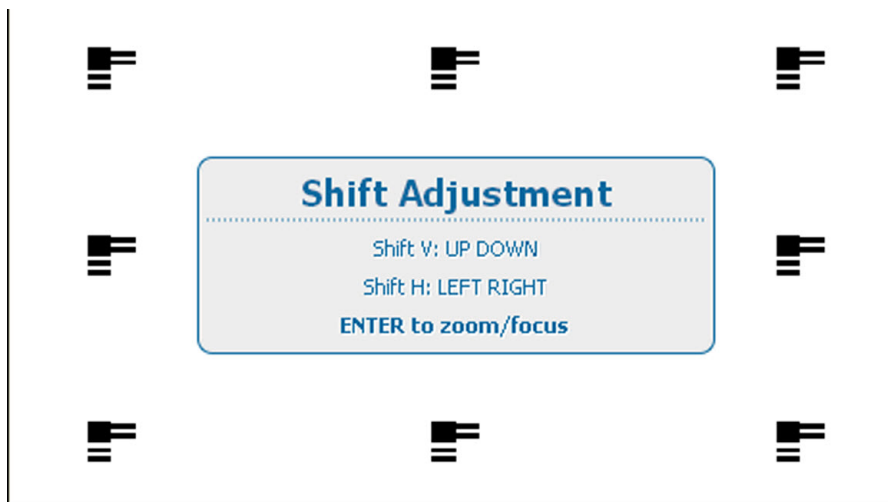 Shift Adjustment
Shift V: UP DOWN
Shift H: LEFT RIGHT
ENTER to zoom/focus